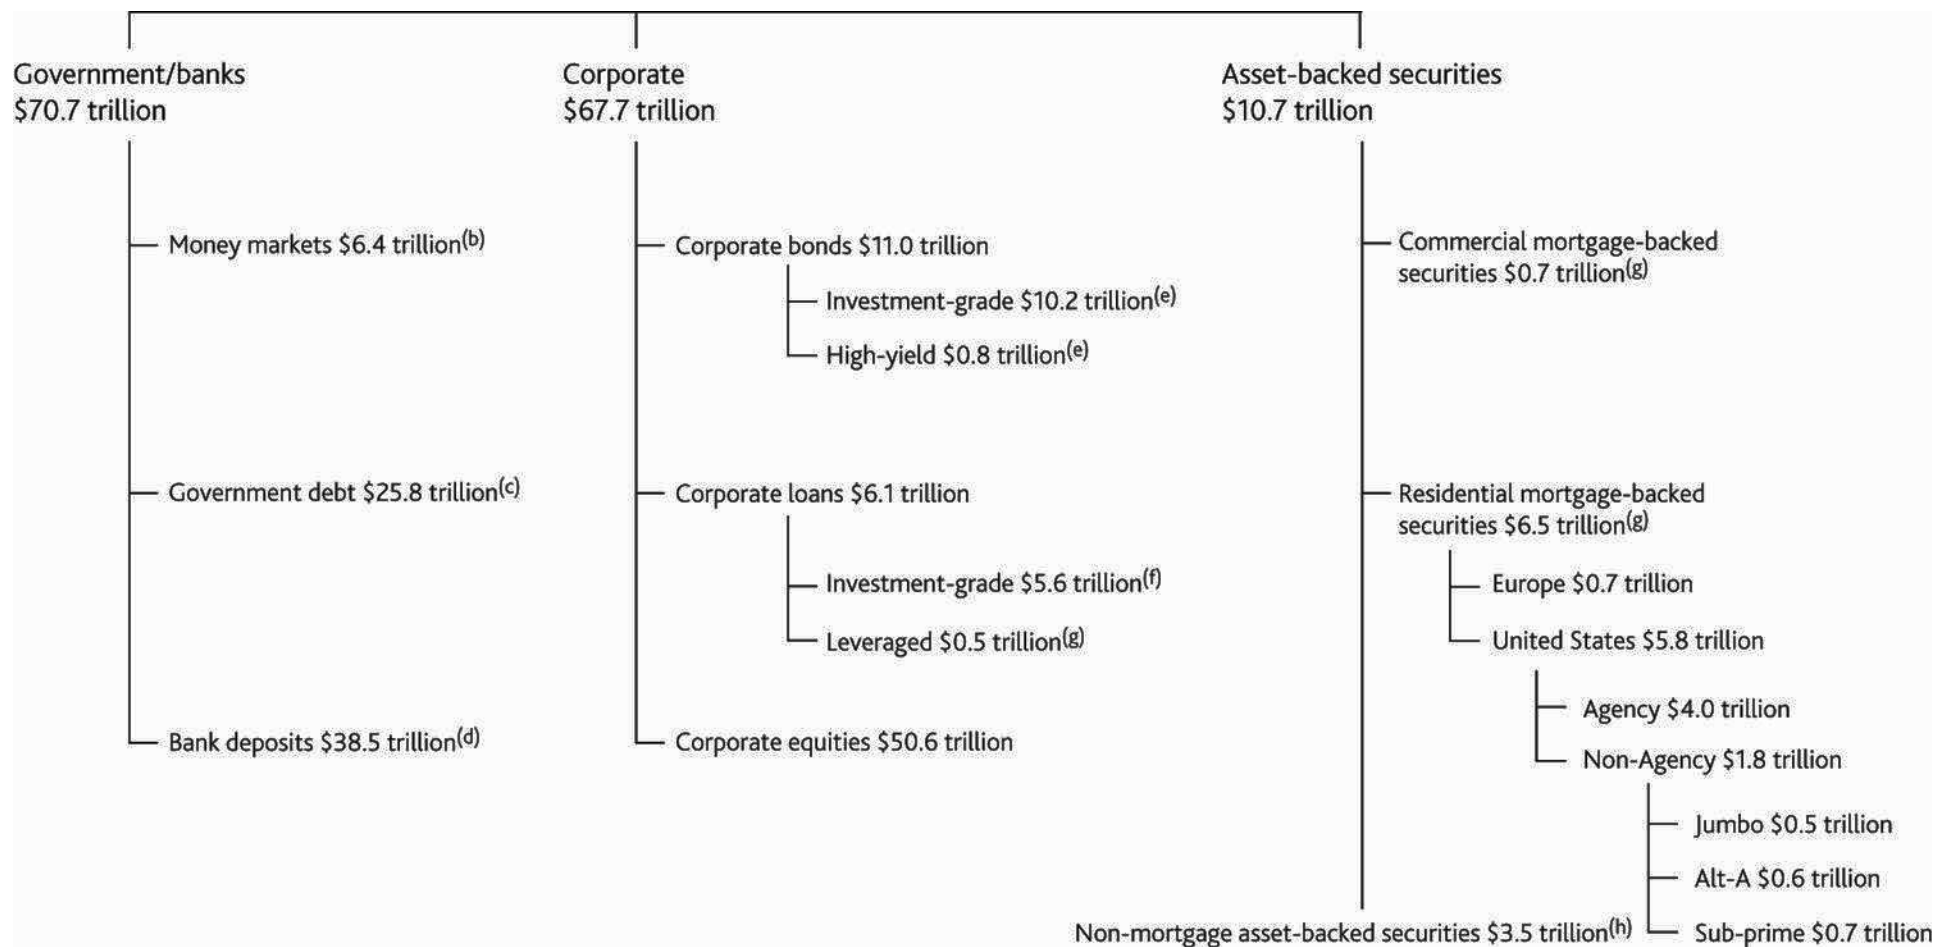 Government/banks
$70.7 trillion
Money markets $6.4 trillion(b)
Government debt $25.8 trillion(c)
Bank deposits $38.5 trillion(d)
Corporate
$67.7 trillion
Corporate bonds $11.0 trillion
Investment-grade $10.2 trillion(e)
High-yield $0.8 trillion(e)
Corporate loans $6.1 trillion
Investment-grade $5.6 trillion(f)
Leveraged $0.5 trillion(g)
Corporate equities $50.6 trillion
Asset-backed securities
$10.7 trillion
Commercial mortgage-backed
securities $0.7 trillion(g)
Residential mortgage-backed
securities $6.5 trillion(g)
Europe $0.7 trillion
United States $5.8 trillion
Agency $4.0 trillion
Non-Agency $1.8 trillion
Jumbo $0.5 trillion
Alt-A $0.6 trillion
Sub-prime $0.7 trillion
Non-mortgage asset-backed securities $3.5 trillion(h)